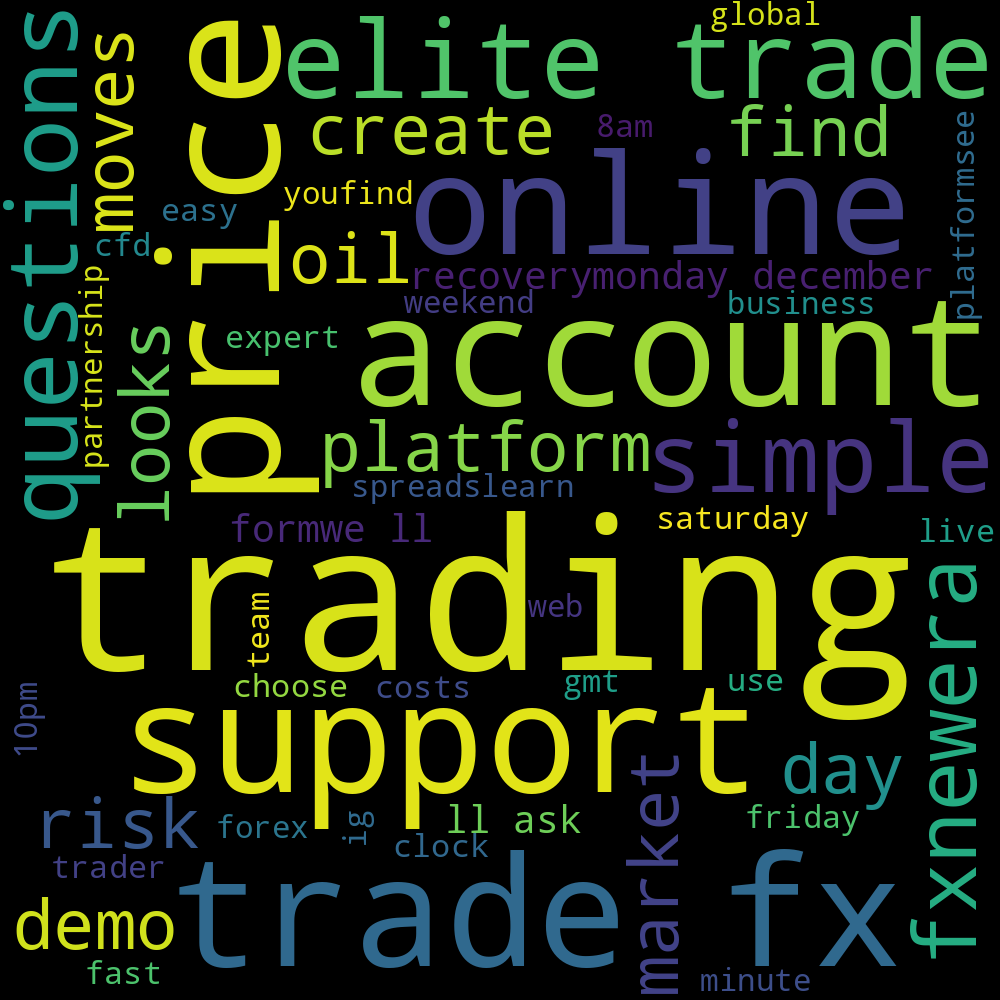 global
elite trade
questions
moves
price
create
8am
find
platformsee
online
youfind
easy
cfd
oil
recoverymonday december
partnership
weekend
business
looks
expert
account
platform
simple
spreadslearn
formwe ll
saturday
live
trading
fxnewera
team
web
choose
costs
gmt
use
10pm
support
day
market
risk
forex
ig
ll ask
friday
clock
trader
trade fx
demo
fast
minute